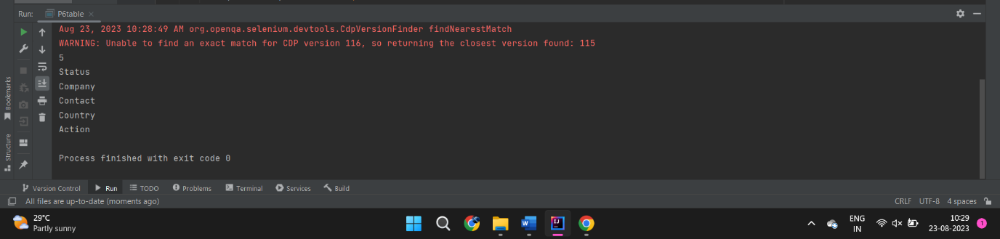 Run: P6table
Aug 23, 2023 10:28:49 AM org.openqa.selenium.devtools.CdpVersionFinder findNearestMatch
WARNING: Unable to find an exact match for CDP version 116, so returning the closest version found: 115
5
Status
Company
Contact
Country
Action
Process finished with exit code 0
Bookmarks
Structure
Version Control Run TODO Problems Terminal Services Build
All files are up-to-date (moments ago) CRLF UTF-8 4 spaces
29°C
Partly sunny
W
IJ
ENG
IN
10:29
23-08-2023
1